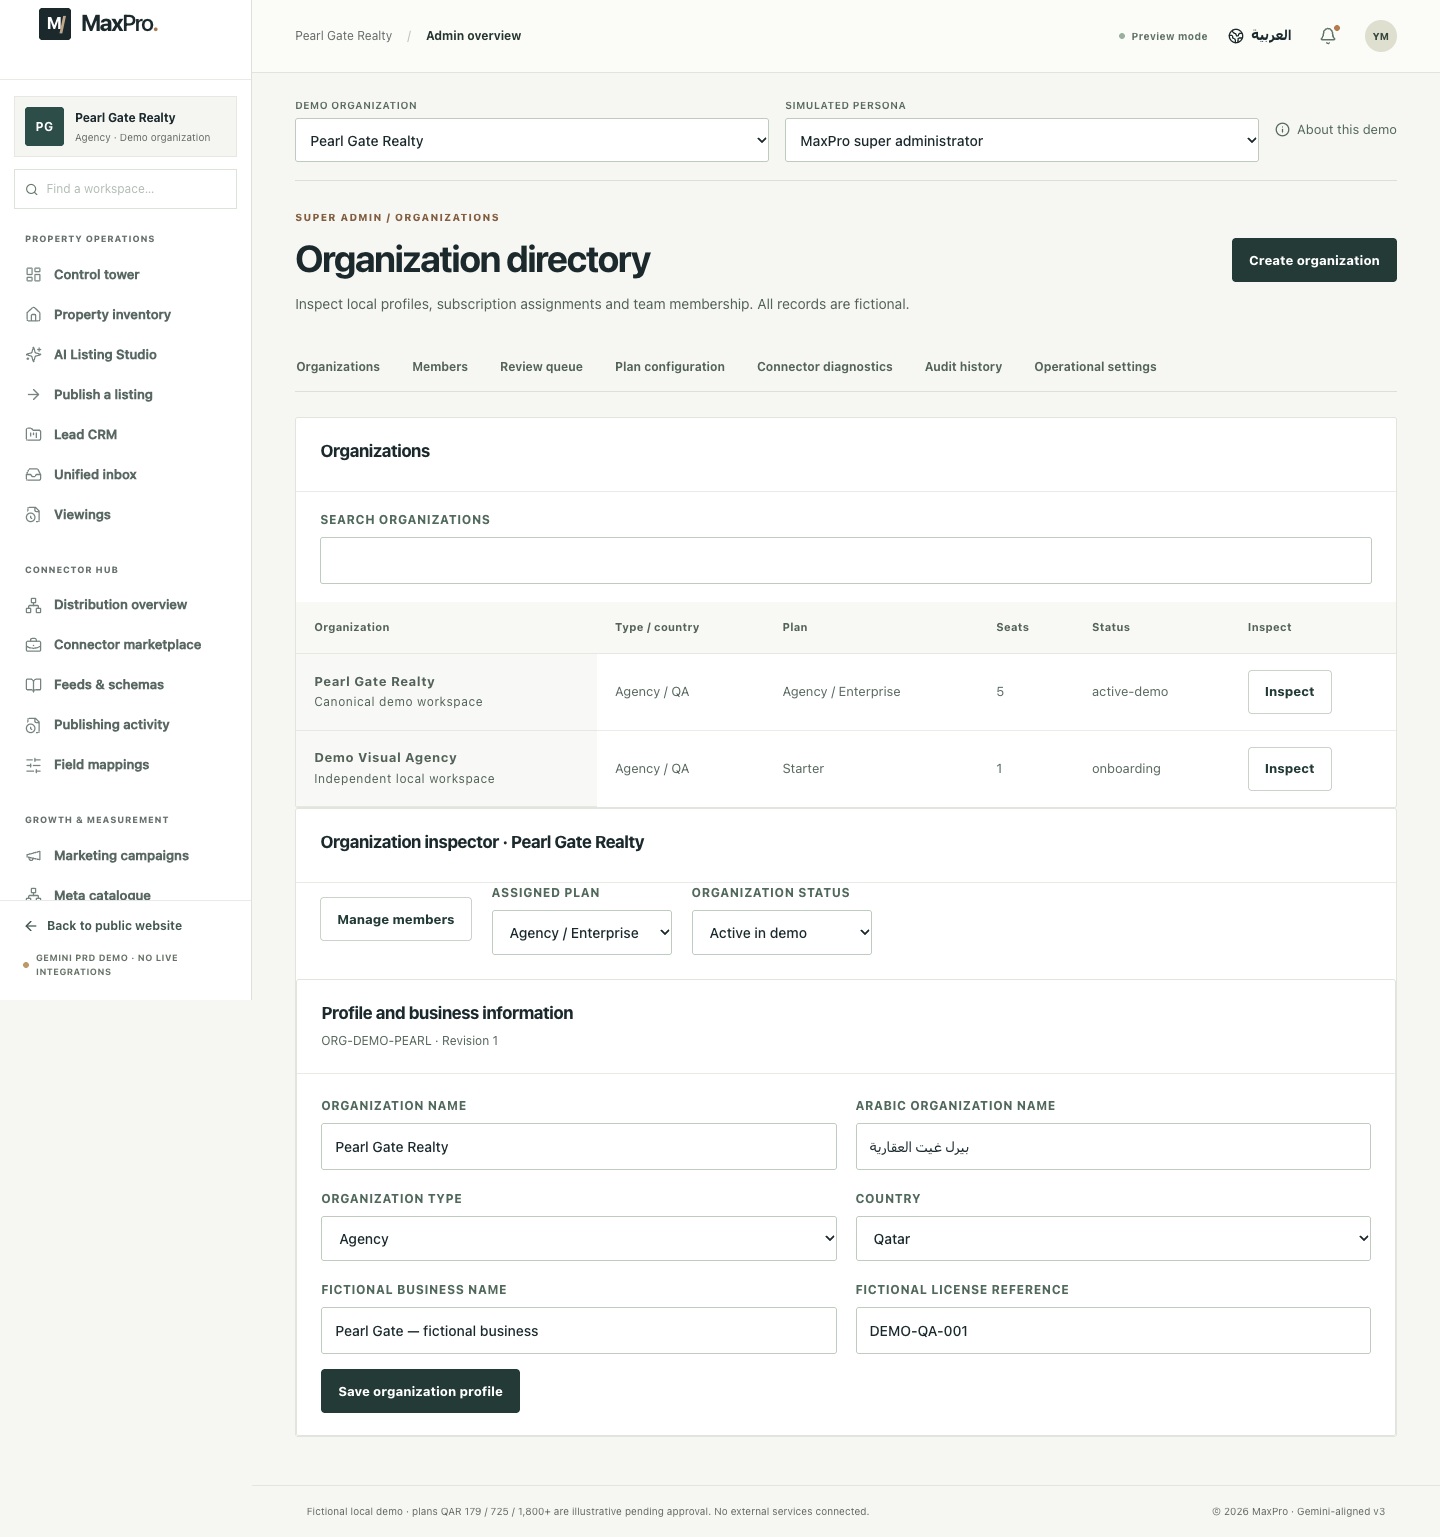 M/ MaxPro.
PG
Pearl Gate Realty
Agency · Demo organization
Find a workspace...
PROPERTY OPERATIONS
Control tower
Property inventory
AI Listing Studio
Publish a listing
Lead CRM
Unified inbox
Viewings
CONNECTOR HUB
Distribution overview
Connector marketplace
Feeds & schemas
Publishing activity
Field mappings
GROWTH & MEASUREMENT
Marketing campaigns
Meta catalogue
Back to public website
GEMINI PRD DEMO · NO LIVE
INTEGRATIONS
Pearl Gate Realty / Admin overview
Preview mode
العربية
YM
DEMO ORGANIZATION
Pearl Gate Realty
SIMULATED PERSONA
MaxPro super administrator
About this demo
SUPER ADMIN / ORGANIZATIONS
Organization directory
Create organization
Inspect local profiles, subscription assignments and team membership. All records are fictional.
Organizations Members Review queue Plan configuration Connector diagnostics Audit history Operational settings
Organizations
SEARCH ORGANIZATIONS
Organization Type / country Plan Seats Status Inspect
Pearl Gate Realty
Canonical demo workspace
Agency / QA Agency / Enterprise 5 active-demo Inspect
Demo Visual Agency
Independent local workspace
Agency / QA Starter 1 onboarding Inspect
Organization inspector · Pearl Gate Realty
Manage members
ASSIGNED PLAN
Agency / Enterprise
ORGANIZATION STATUS
Active in demo
Profile and business information
ORG-DEMO-PEARL · Revision 1
ORGANIZATION NAME
Pearl Gate Realty
ARABIC ORGANIZATION NAME
بيرل غيت العقارية
ORGANIZATION TYPE
Agency
COUNTRY
Qatar
FICTIONAL BUSINESS NAME
Pearl Gate — fictional business
FICTIONAL LICENSE REFERENCE
DEMO-QA-001
Save organization profile
Fictional local demo · plans QAR 179 / 725 / 1,800+ are illustrative pending approval. No external services connected.
© 2026 MaxPro · Gemini-aligned v3